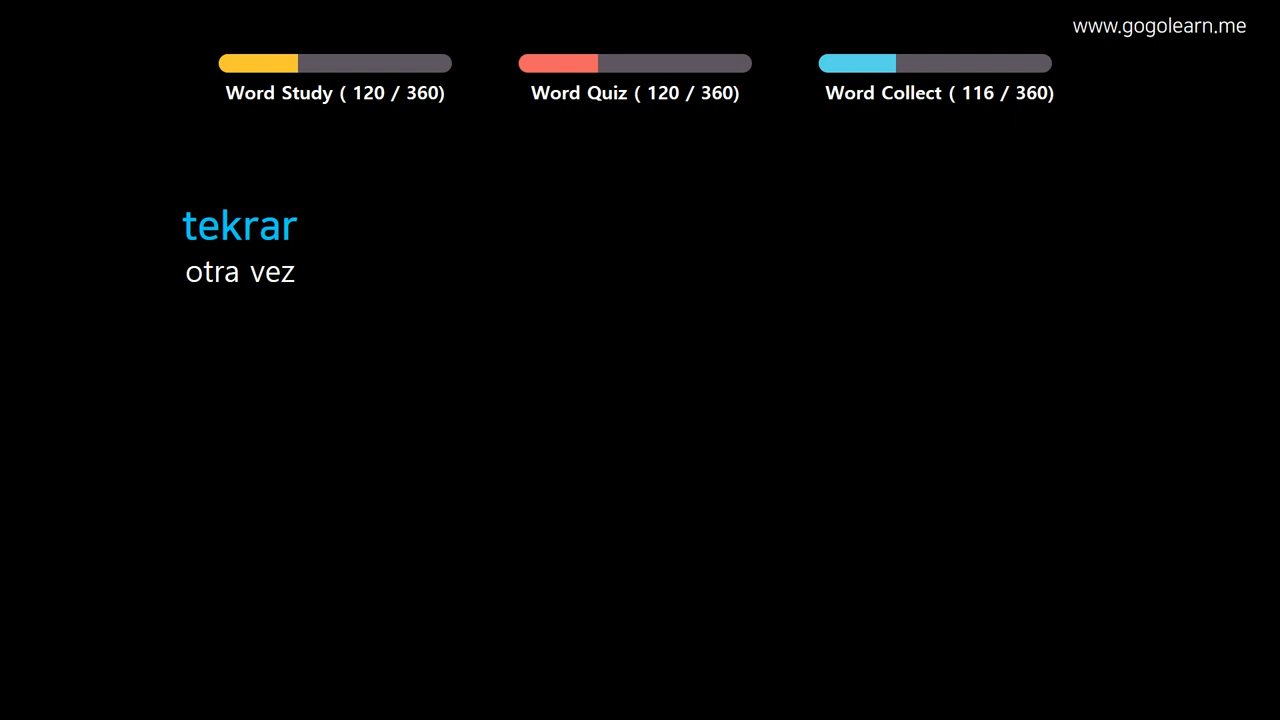 www.gogolearn.me
Word Study ( 120 / 360)
Word Quiz ( 120 / 360)
Word Collect ( 116 / 360)
tekrar
otra vez